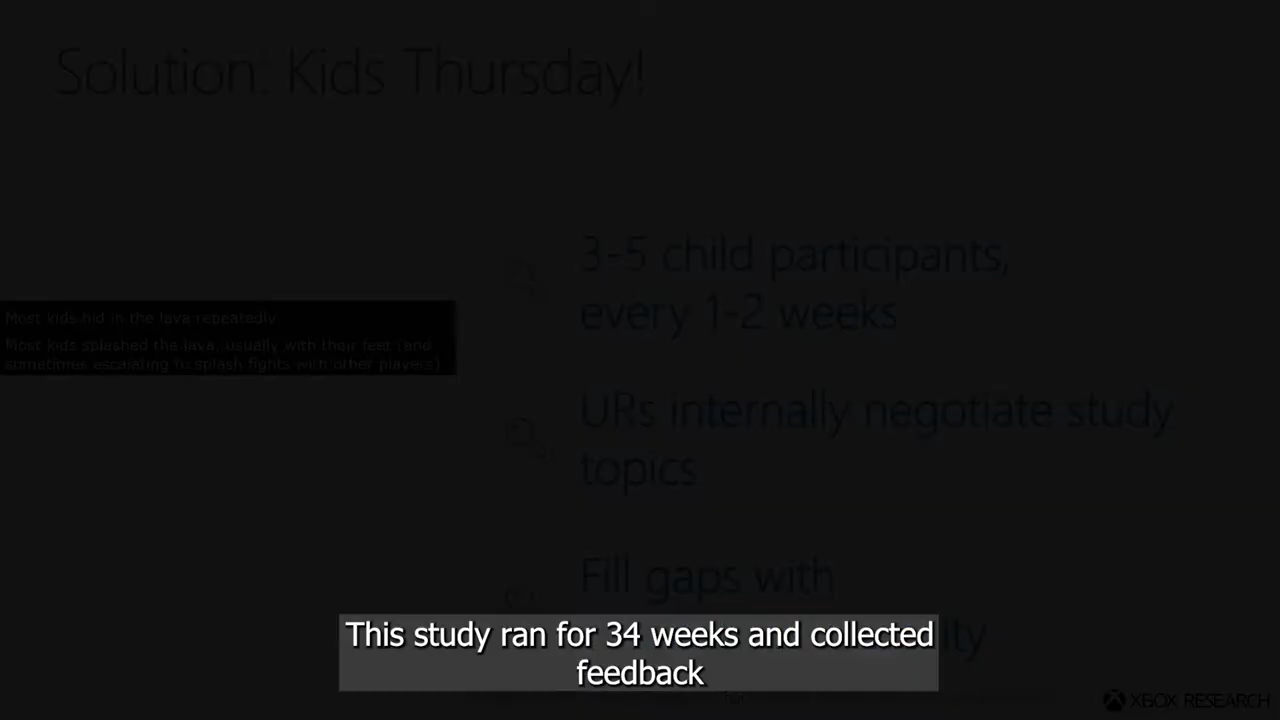 Solution: Kids Thursday!
3-5 child participants,
every 1-2 weeks
Most kids hid in the lava repeatedly
Most kids splashed the lava, usually with their feet (and
sometimes escalating to splash fights with other players)
URs internally negotiate study
topics
Fill gaps with
This study ran for 34 weeks and collected
feedback
XBOX RESEARCH